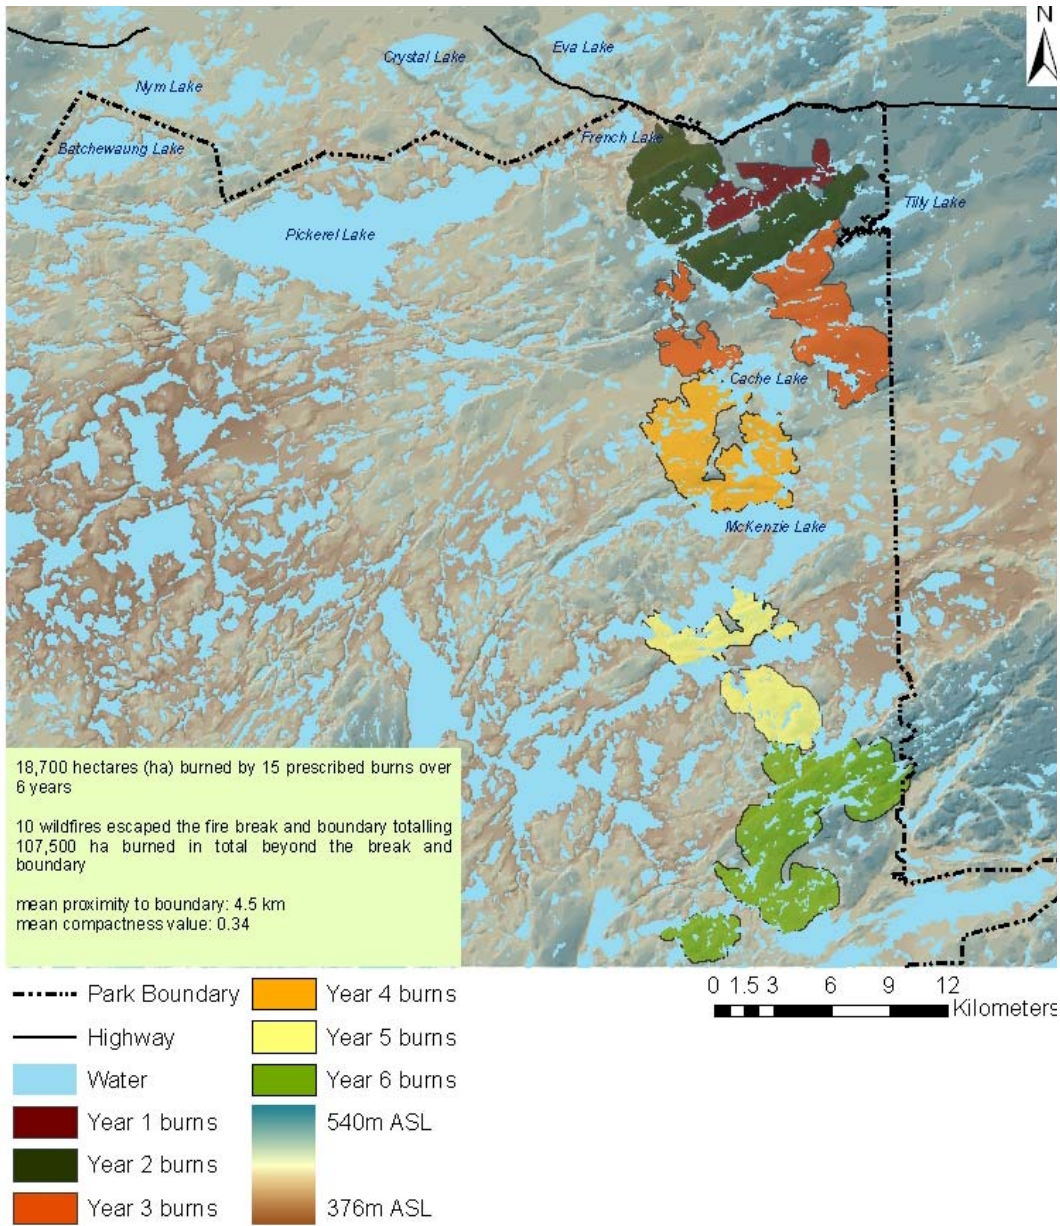 N
Crystal Lake
Eva Lake
Nym Lake
French Lake
Batchewaung Lake
Tilly Lake
Pickerel Lake
Cache Lake
McKenzie Lake
18,700 hectares (ha) burned by 15 prescribed burns over
6 years
10 wildfires escaped the fire break and boundary totalling
107,500 ha burned in total beyond the break and
boundary
mean proximity to boundary: 4.5 km
mean compactness value: 0.34
0 1.5 3 6 9 12
Kilometers
Park Boundary
Highway
Water
Year 1 burns
Year 2 burns
Year 3 burns
Year 4 burns
Year 5 burns
Year 6 burns
540m ASL
376m ASL